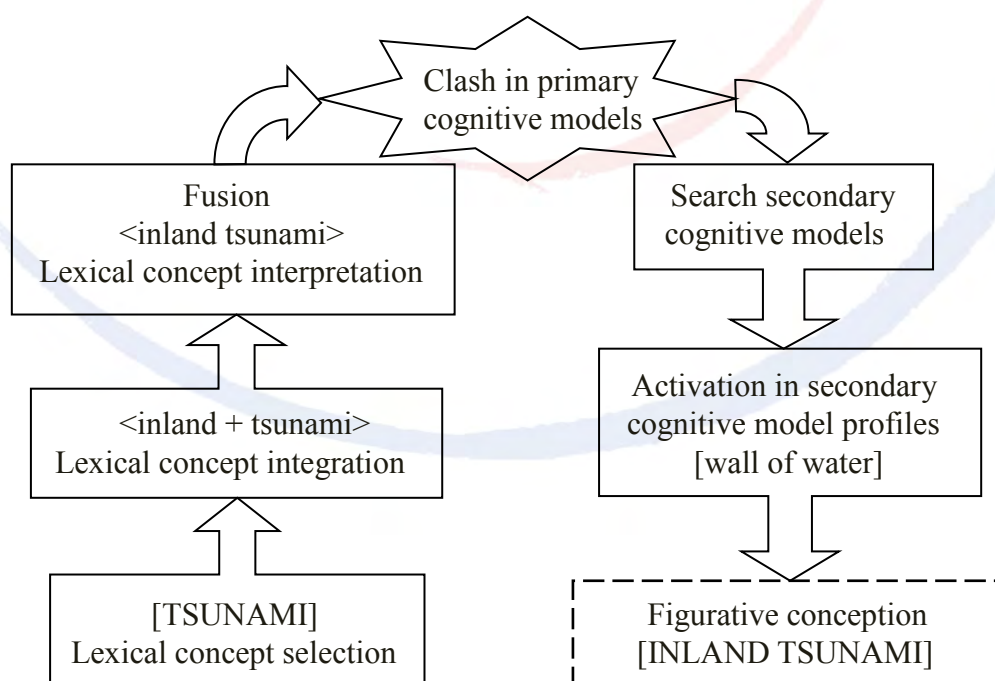 Clash in primary
cognitive models
Fusion
<inland tsunami>
Lexical concept interpretation
Search secondary
cognitive models
<inland + tsunami>
Lexical concept integration
Activation in secondary
cognitive model profiles
[wall of water]
[TSUNAMI]
Lexical concept selection
Figurative conception
[INLAND TSUNAMI]